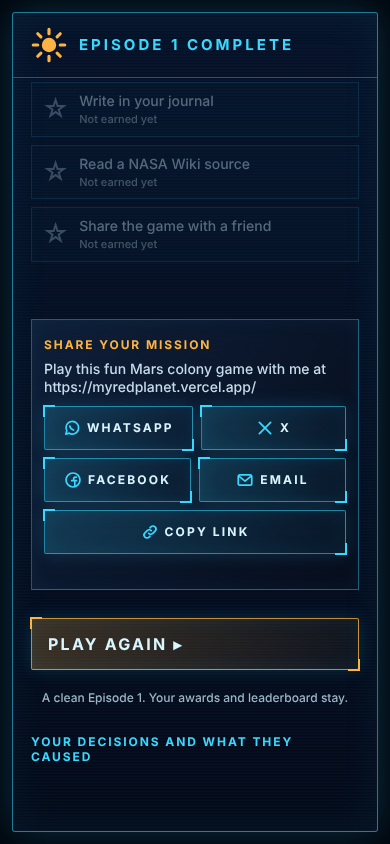 EPISODE 1 COMPLETE
Write in your journal
Not earned yet
Read a NASA Wiki source
Not earned yet
Share the game with a friend
Not earned yet
SHARE YOUR MISSION
Play this fun Mars colony game with me at
https://myredplanet.vercel.app/
WHATSAPP
X
FACEBOOK
EMAIL
COPY LINK
PLAY AGAIN ▸
A clean Episode 1. Your awards and leaderboard stay.
YOUR DECISIONS AND WHAT THEY
CAUSED